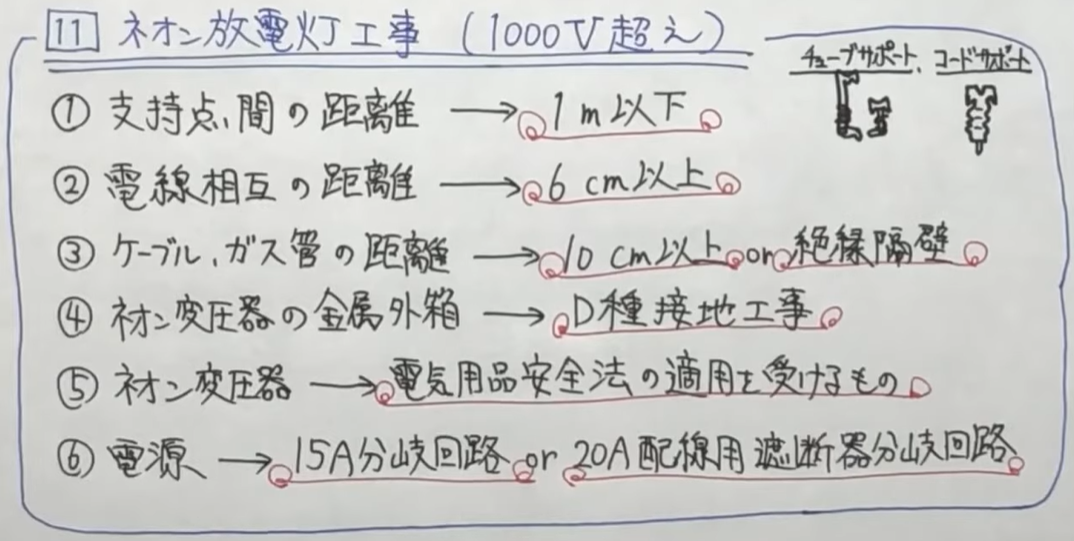 11 ネオン放電灯工事 (1000V超え)
チューブサポート、コードサポート
① 支持点間の距離 → 1m以下
② 電線相互の距離 → 6cm以上
③ ケーブル、ガス管の距離 → 10cm以上 or 絶縁隔壁
④ ネオン変圧器の金属外箱 → D種接地工事
⑤ ネオン変圧器 → 電気用品安全法の適用を受けるもの
⑥ 電源 → 15A分岐回路 or 20A配線用遮断器分岐回路